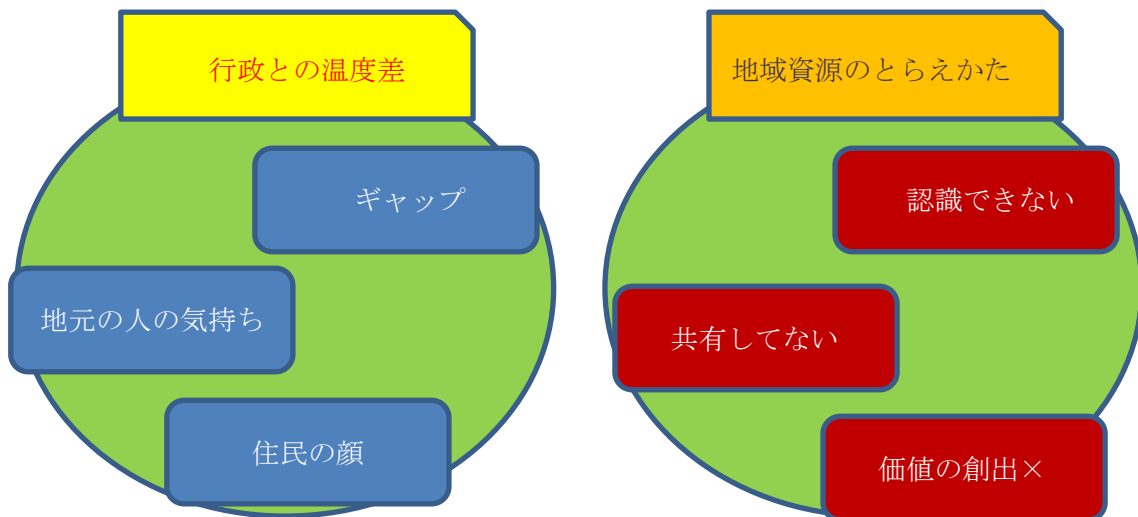 行政との温度差
ギャップ
地元の人の気持ち
住民の顔
地域資源のとらえかた
認識できない
共有してない
価値の創出×